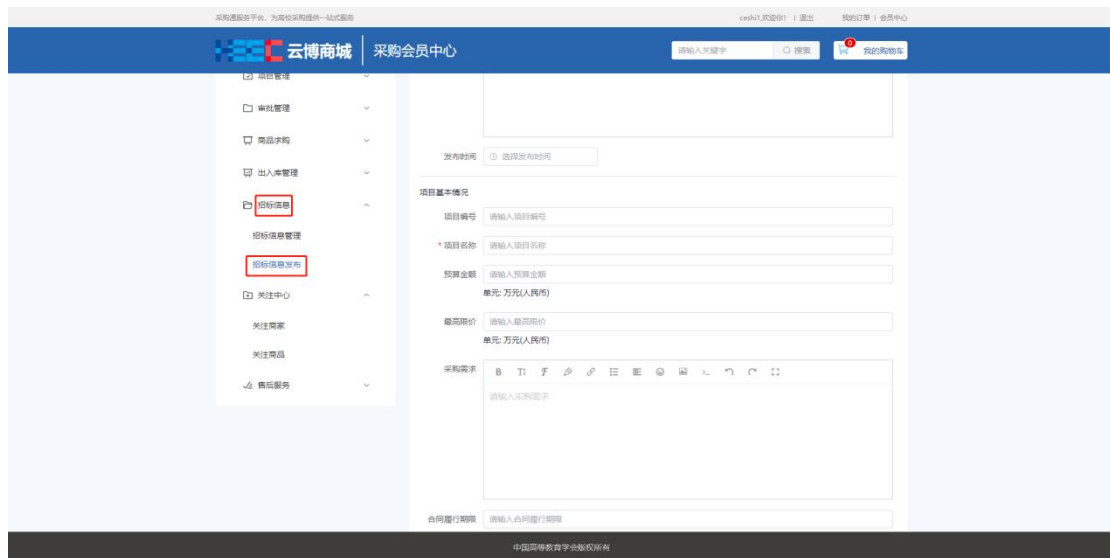 采购通服务平台，为高校采购提供一站式服务
ceshi1,欢迎你! | 退出 我的订单 | 会员中心
云博商城 采购会员中心
请输入关键字 搜索 0 我的购物车
项目管理
审批管理
商品求购
出入库管理
招标信息
招标信息管理
招标信息发布
关注中心
关注商家
关注商品
售后服务
发布时间 选择发布时间
项目基本情况
项目编号 请输入项目编号
* 项目名称 请输入项目名称
预算金额 请输入预算金额
单元: 万元(人民币)
最高限价 请输入最高限价
单元: 万元(人民币)
采购需求
请输入采购需求
合同履行期限 请输入合同履行期限
中国高等教育学会版权所有